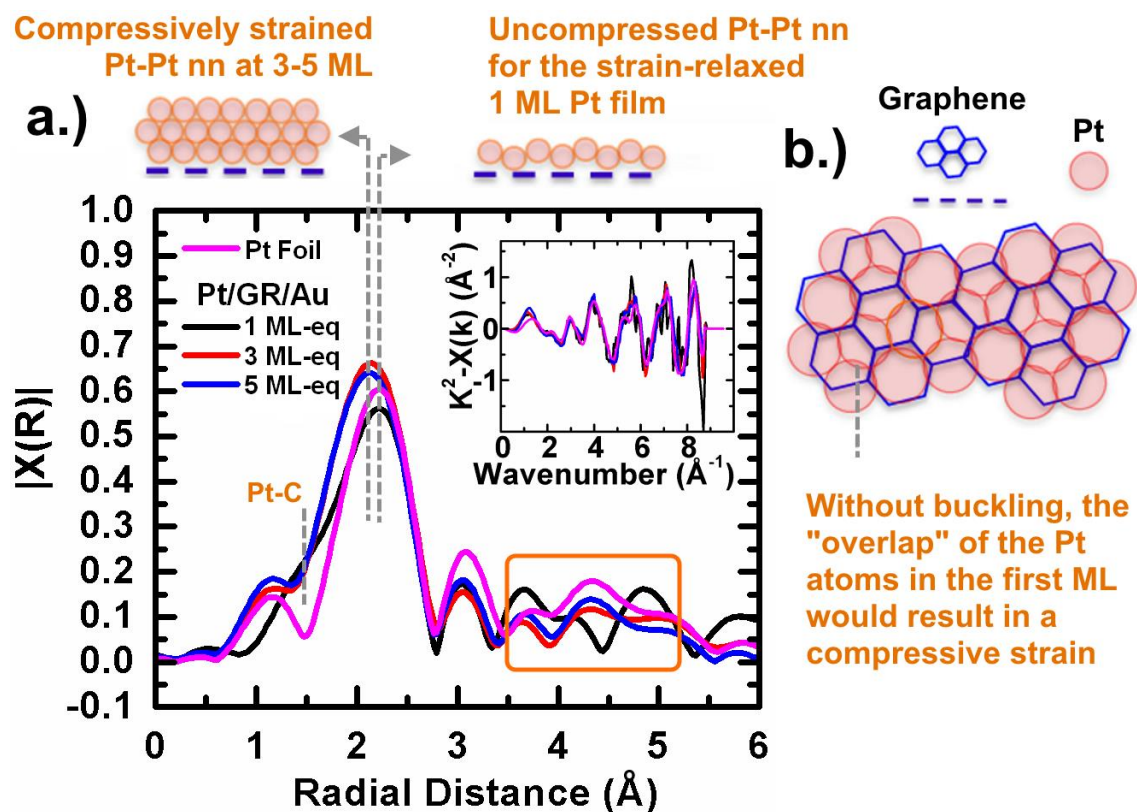 Compressively strained
Pt-Pt nn at 3-5 ML
Uncompressed Pt-Pt nn
for the strain-relaxed
1 ML Pt film
a.)
Graphene
Pt
b.)
1.0
0.9
0.8
0.7
0.6
0.5
0.4
0.3
0.2
0.1
0.0
-0.1
|X(R)|
Pt Foil
Pt/GR/Au
1 ML-eq
3 ML-eq
5 ML-eq
Pt-C
K²-X(k) (Å⁻²)
1
0
-1
0 2 4 6 8
Wavenumber (Å⁻¹)
0 1 2 3 4 5 6
Radial Distance (Å)
Without buckling, the
"overlap" of the Pt
atoms in the first ML
would result in a
compressive strain